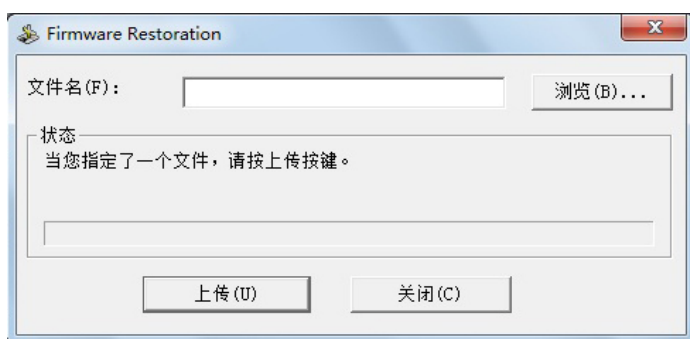 Firmware Restoration
文件名(F)：
浏览(B)...
状态
当您指定了一个文件，请按上传按键。
上传(U)
关闭(C)